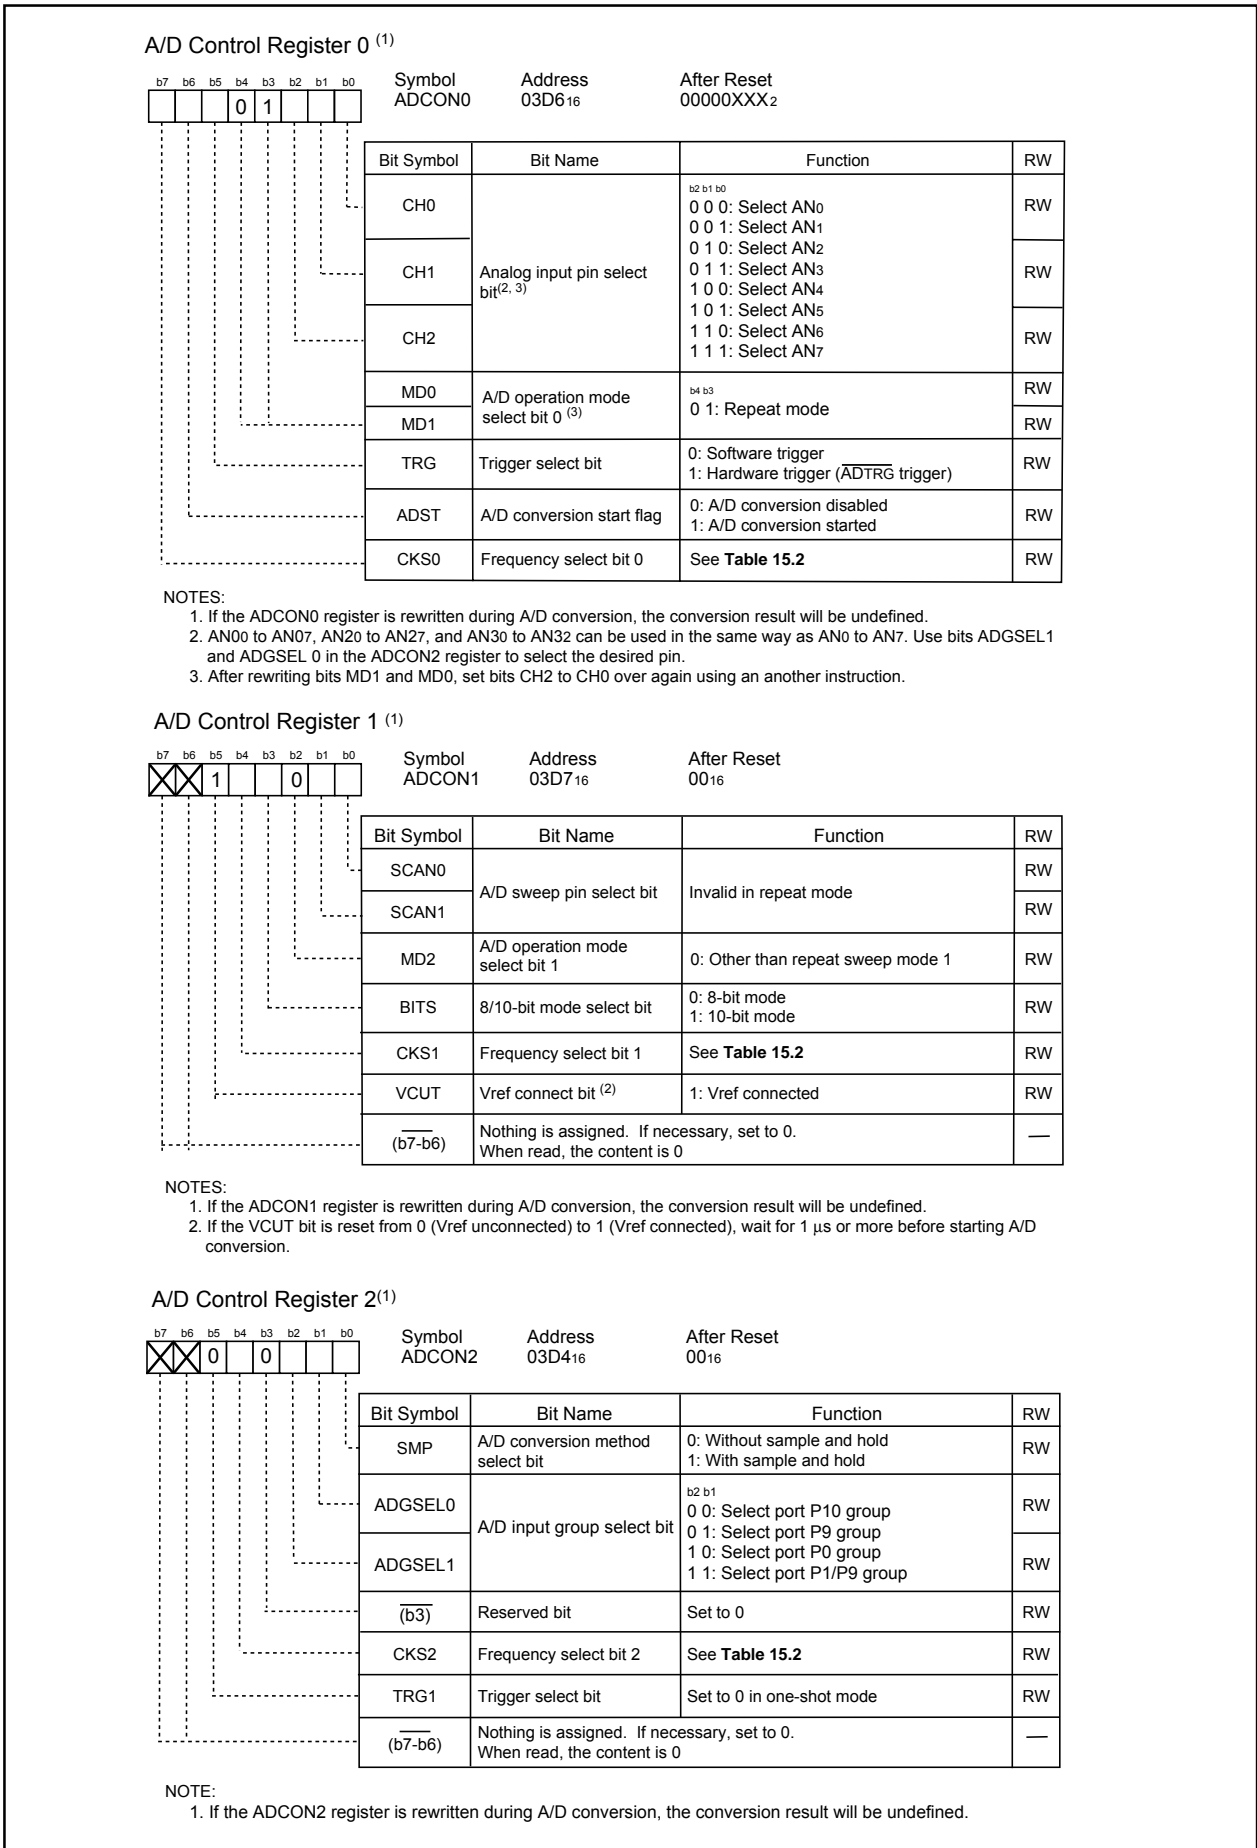 A/D Control Register 0 (1)
b7 b6 b5 b4 b3 b2 b1 b0
0 1
Symbol Address After Reset
ADCON0 03D616 00000XXX2
Bit Symbol Bit Name Function RW
CH0 RW
CH1 RW
CH2 RW
Analog input pin select
bit(2, 3)
b2 b1 b0
0 0 0: Select AN0
0 0 1: Select AN1
0 1 0: Select AN2
0 1 1: Select AN3
1 0 0: Select AN4
1 0 1: Select AN5
1 1 0: Select AN6
1 1 1: Select AN7
MD0 RW
MD1 RW
A/D operation mode
select bit 0 (3)
b4 b3
0 1: Repeat mode
TRG Trigger select bit RW
0: Software trigger
1: Hardware trigger (ADTRG trigger)
ADST A/D conversion start flag RW
0: A/D conversion disabled
1: A/D conversion started
CKS0 Frequency select bit 0 See Table 15.2 RW
NOTES:
1. If the ADCON0 register is rewritten during A/D conversion, the conversion result will be undefined.
2. AN00 to AN07, AN20 to AN27, and AN30 to AN32 can be used in the same way as AN0 to AN7. Use bits ADGSEL1
and ADGSEL 0 in the ADCON2 register to select the desired pin.
3. After rewriting bits MD1 and MD0, set bits CH2 to CH0 over again using an another instruction.
A/D Control Register 1 (1)
b7 b6 b5 b4 b3 b2 b1 b0
1 0
Symbol Address After Reset
ADCON1 03D716 0016
Bit Symbol Bit Name Function RW
SCAN0 RW
A/D sweep pin select bit Invalid in repeat mode
SCAN1 RW
MD2 RW
A/D operation mode
select bit 1
0: Other than repeat sweep mode 1
BITS 8/10-bit mode select bit RW
0: 8-bit mode
1: 10-bit mode
CKS1 Frequency select bit 1 See Table 15.2 RW
VCUT Vref connect bit (2) 1: Vref connected RW
(b7-b6) —
Nothing is assigned. If necessary, set to 0.
When read, the content is 0
NOTES:
1. If the ADCON1 register is rewritten during A/D conversion, the conversion result will be undefined.
2. If the VCUT bit is reset from 0 (Vref unconnected) to 1 (Vref connected), wait for 1 μs or more before starting A/D
conversion.
A/D Control Register 2(1)
b7 b6 b5 b4 b3 b2 b1 b0
0 0
Symbol Address After Reset
ADCON2 03D416 0016
Bit Symbol Bit Name Function RW
SMP RW
A/D conversion method
select bit
0: Without sample and hold
1: With sample and hold
ADGSEL0 RW
ADGSEL1 RW
A/D input group select bit
b2 b1
0 0: Select port P10 group
0 1: Select port P9 group
1 0: Select port P0 group
1 1: Select port P1/P9 group
(b3) Reserved bit Set to 0 RW
CKS2 Frequency select bit 2 See Table 15.2 RW
TRG1 Trigger select bit Set to 0 in one-shot mode RW
(b7-b6) —
Nothing is assigned. If necessary, set to 0.
When read, the content is 0
NOTE:
1. If the ADCON2 register is rewritten during A/D conversion, the conversion result will be undefined.